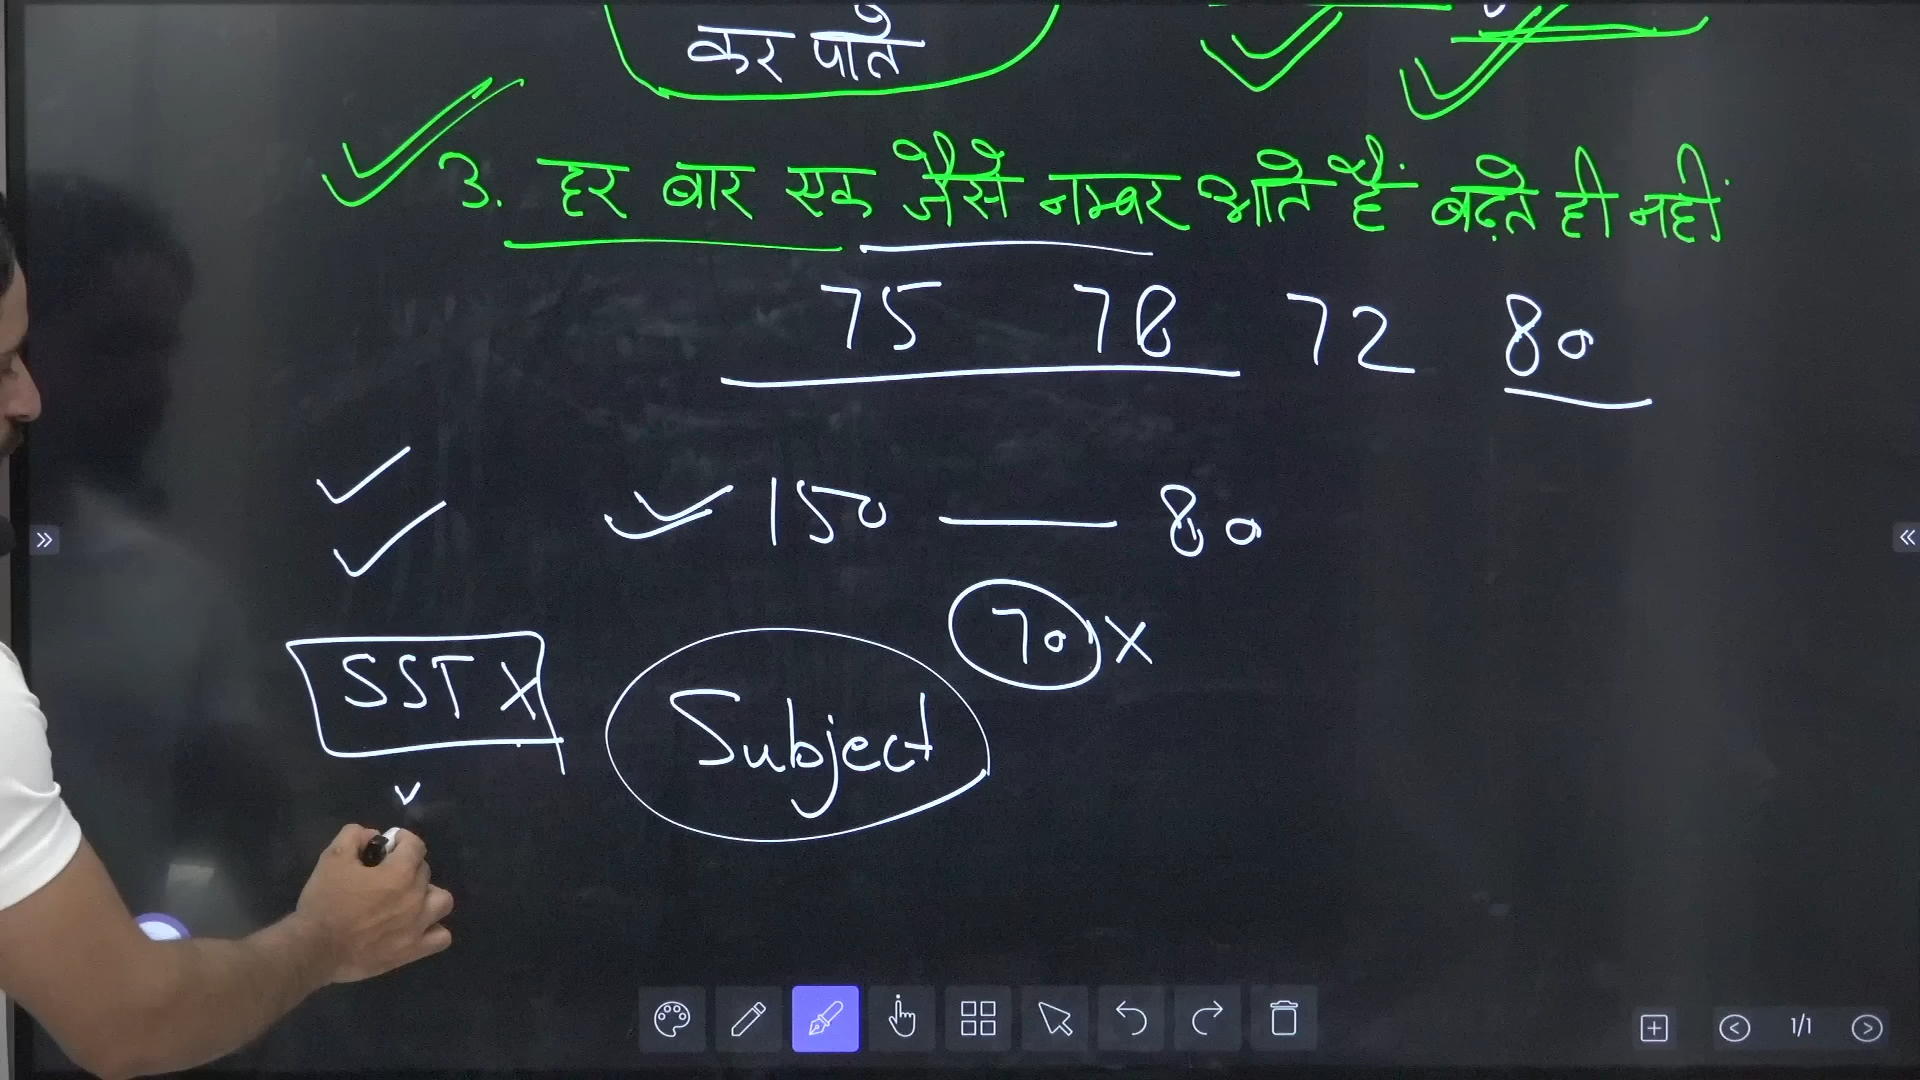 कर पाते
3. हर बार एक जैसे नम्बर आते हैं बढ़ते ही नहीं
75 78 72 80
150 — 80
70 X
SST X
Subject
1/1